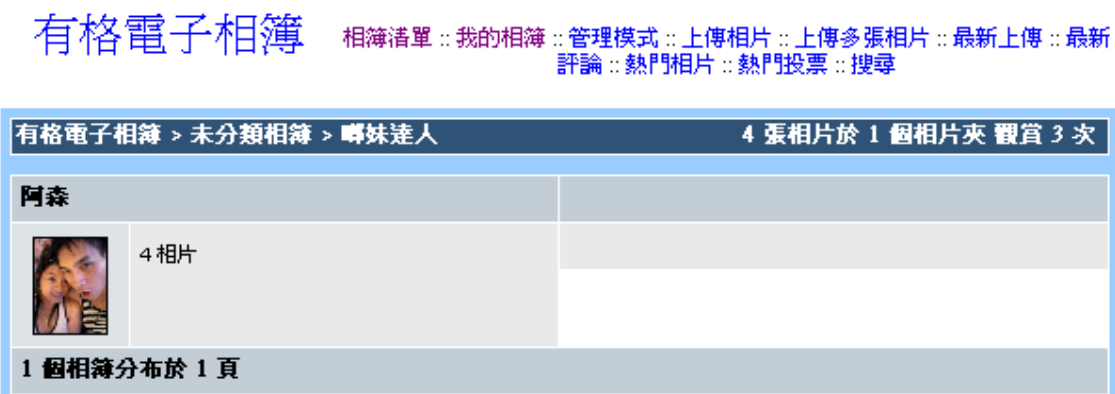 有格電子相簿
相簿清單 :: 我的相簿 :: 管理模式 :: 上傳相片 :: 上傳多張相片 :: 最新上傳 :: 最新
評論 :: 熱門相片 :: 熱門投票 :: 搜尋
有格電子相簿 > 未分類相簿 > 啷妹達人 4 張相片於 1 個相片夾 觀賞 3 次
阿森
4 相片
1 個相簿分布於 1 頁